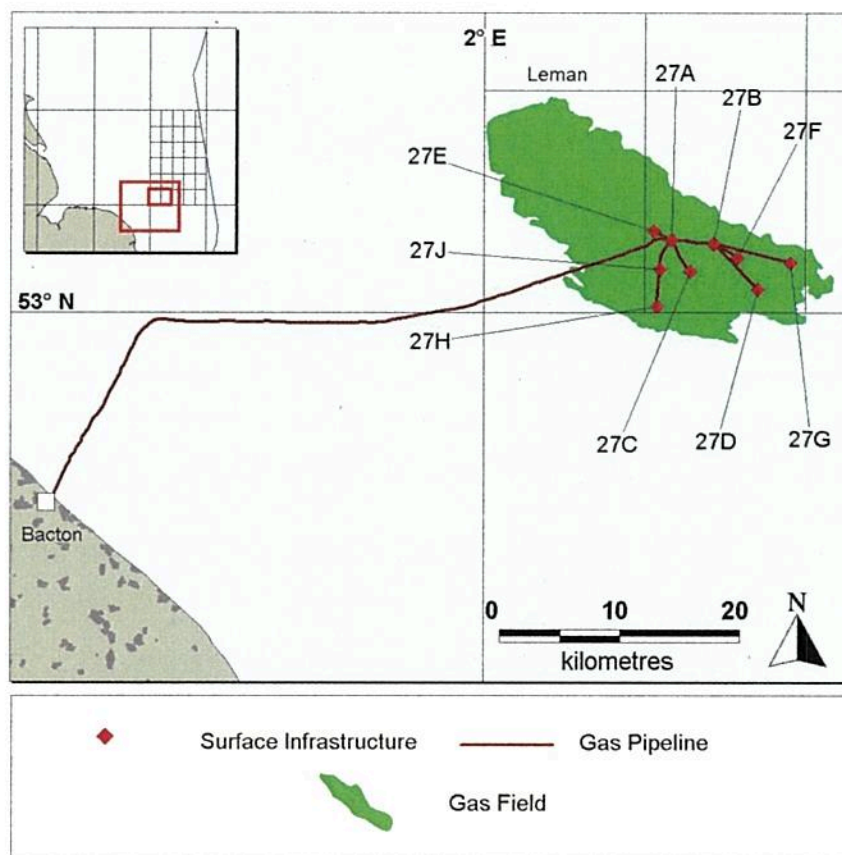 2° E
27A
Leman
27B
27F
27E
27J
53° N
27H
27C
27D
27G
Bacton
0 10 20
kilometres
N
Surface Infrastructure
Gas Pipeline
Gas Field